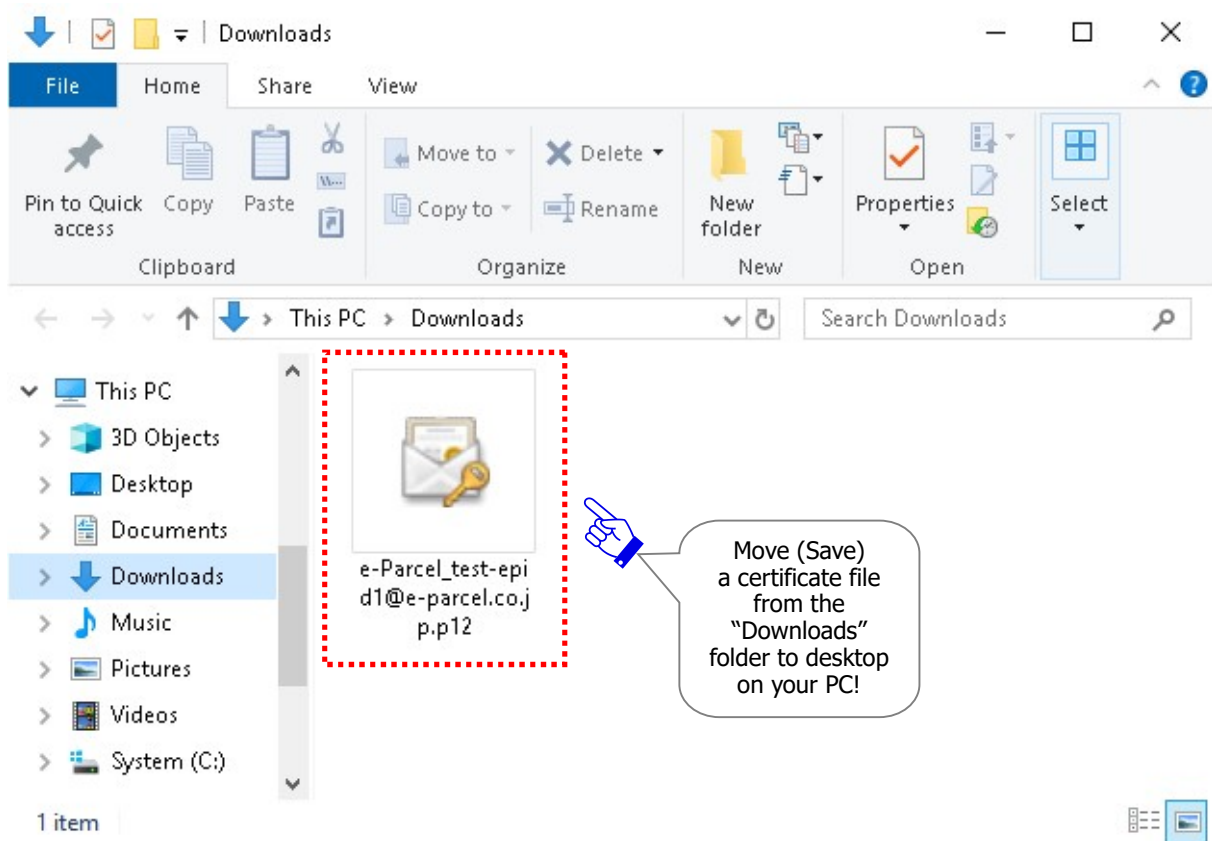 Downloads
File Home Share View
Move to Delete
Pin to Quick access Copy Paste
Copy to Rename
New folder
Properties
Select
Clipboard Organize New Open
This PC > Downloads
Search Downloads
This PC
3D Objects
Desktop
Documents
Downloads
Music
Pictures
Videos
System (C:)
e-Parcel_test-epi
d1@e-parcel.co.j
p.p12
Move (Save)
a certificate file
from the
“Downloads”
folder to desktop
on your PC!
1 item